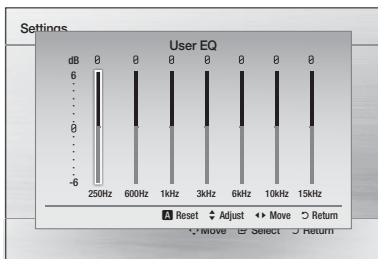 Settings
User EQ
dB 0 0 0 0 0 0 0
6
0
-6
250Hz 600Hz 1kHz 3kHz 6kHz 10kHz 15kHz
A Reset Adjust Move Return
Move Select Return